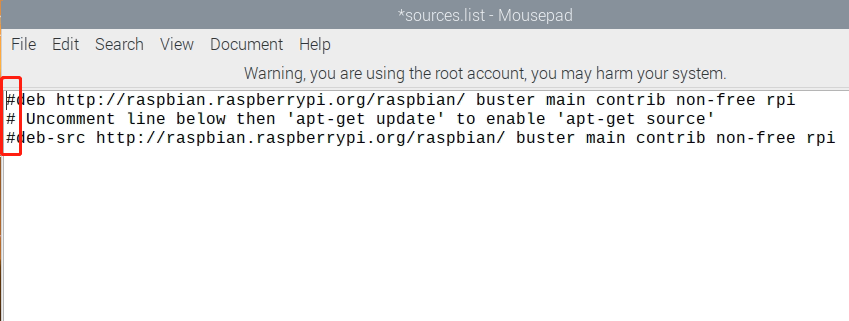 *sources.list - Mousepad
File Edit Search View Document Help
Warning, you are using the root account, you may harm your system.
#deb http://raspbian.raspberrypi.org/raspbian/ buster main contrib non-free rpi
# Uncomment line below then 'apt-get update' to enable 'apt-get source'
#deb-src http://raspbian.raspberrypi.org/raspbian/ buster main contrib non-free rpi